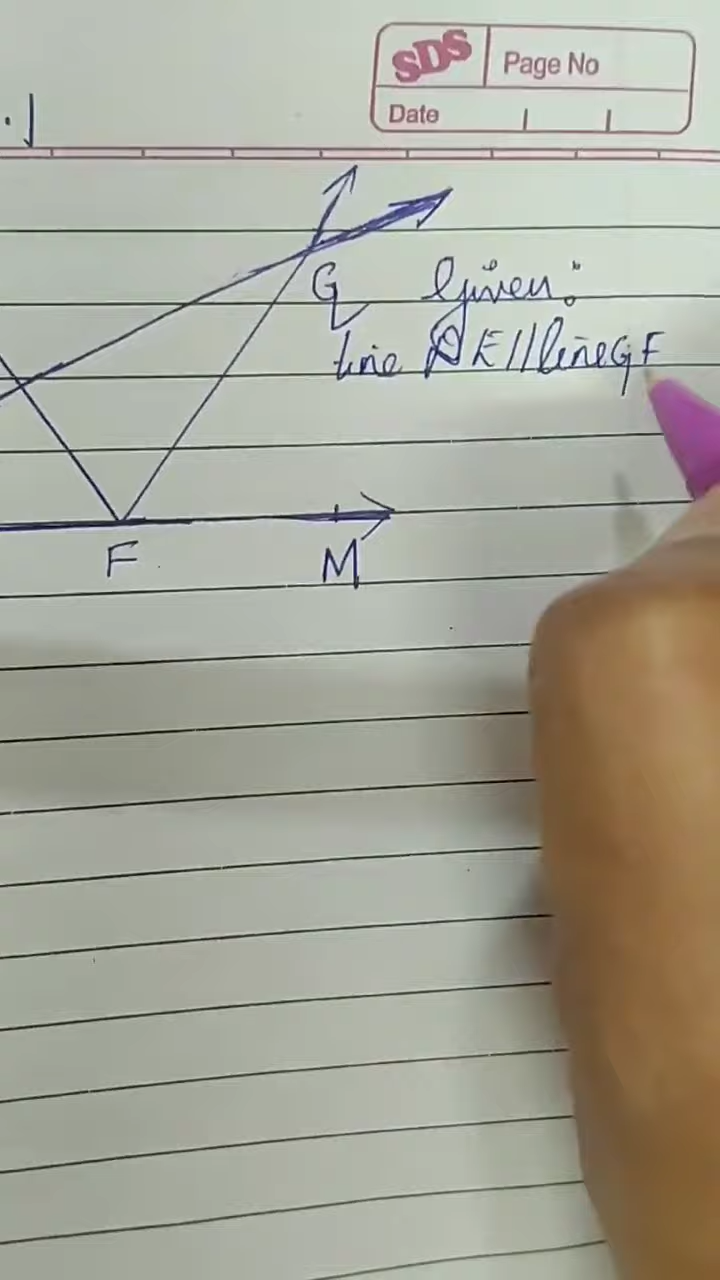 SDS
Page No
Date
G
Given:
line DE//line GF
F
M